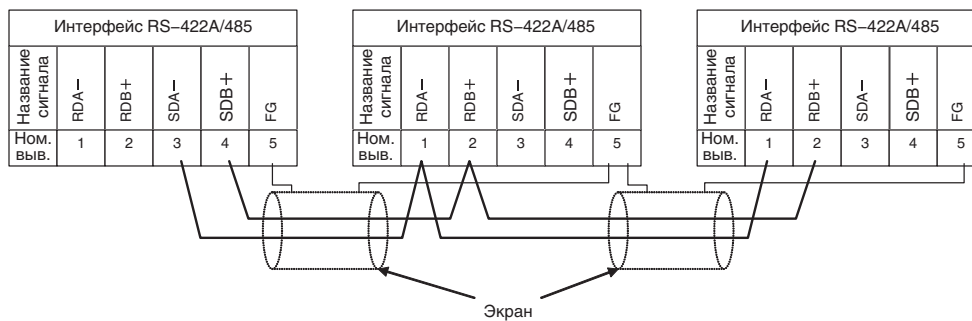 Интерфейс RS–422A/485
Название сигнала
RDA–
RDB+
SDA–
SDB+
FG
Ном. выв.
1
2
3
4
5
Интерфейс RS–422A/485
Название сигнала
RDA–
RDB+
SDA–
SDB+
FG
Ном. выв.
1
2
3
4
5
Интерфейс RS–422A/485
Название сигнала
RDA–
RDB+
SDA–
SDB+
FG
Ном. выв.
1
2
3
4
5
Экран